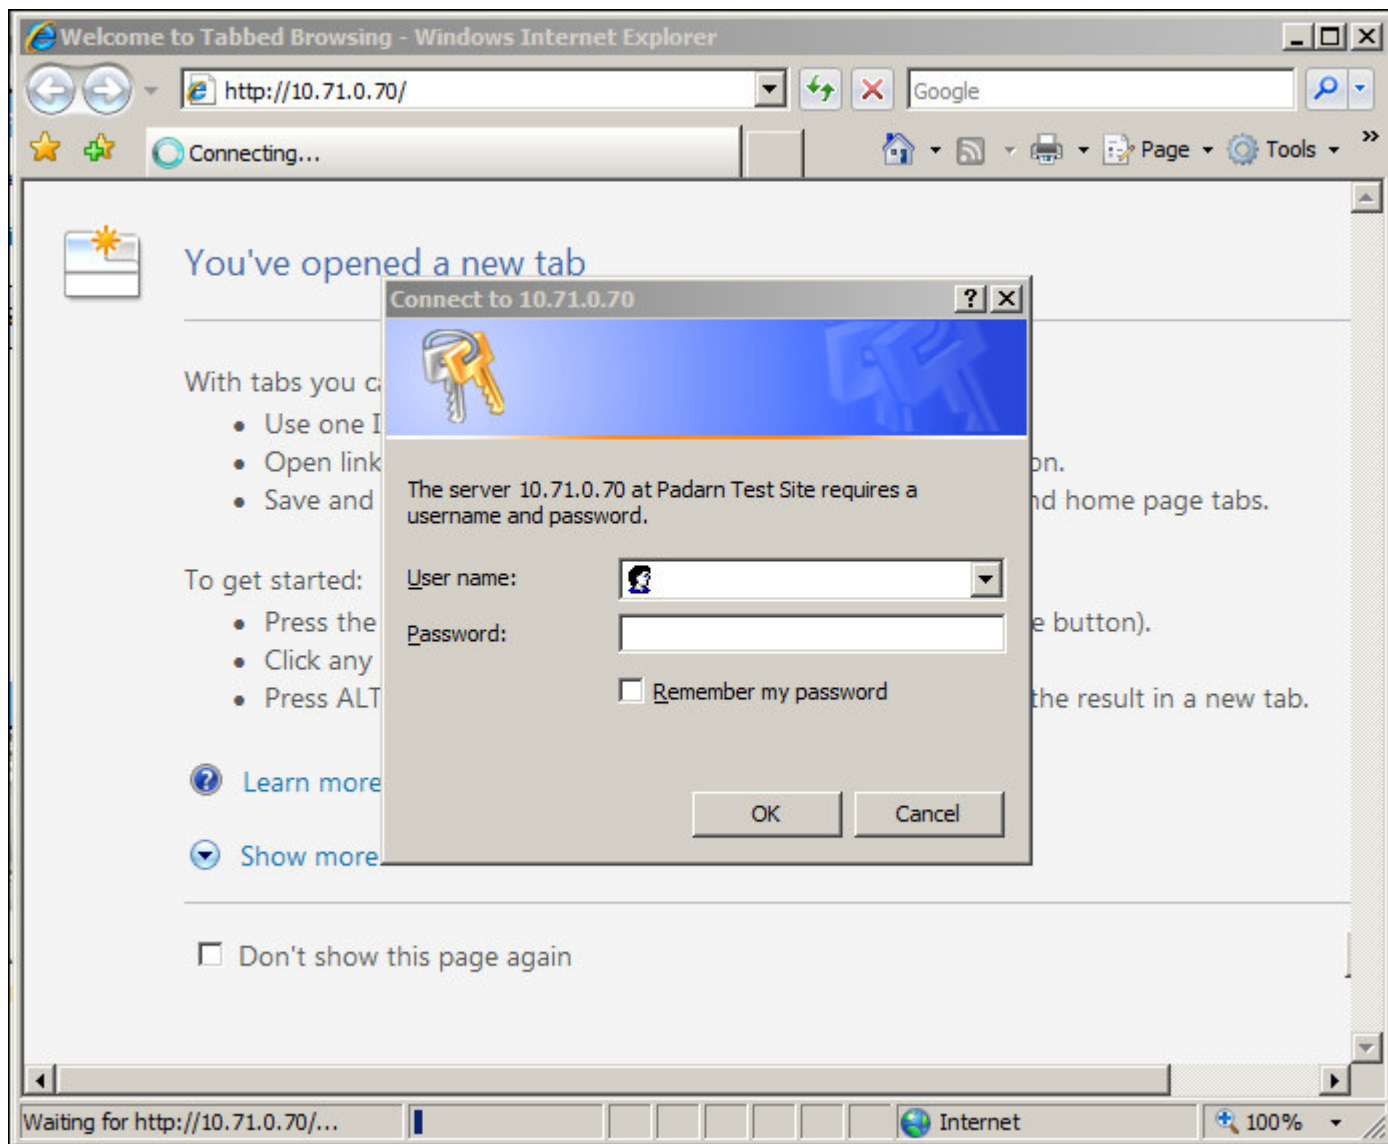 Welcome to Tabbed Browsing - Windows Internet Explorer
http://10.71.0.70/
Google
Connecting...
Page
Tools
»
You've opened a new tab
Connect to 10.71.0.70
With tabs you
Use one
Open link
on.
Save and
nd home page tabs.
The server 10.71.0.70 at Padarn Test Site requires a
username and password.
To get started:
User name:
Press the
e button).
Password:
Click any
Press ALT
the result in a new tab.
Remember my password
Learn more
OK
Cancel
Show more
Don't show this page again
Waiting for http://10.71.0.70/...
Internet
100%